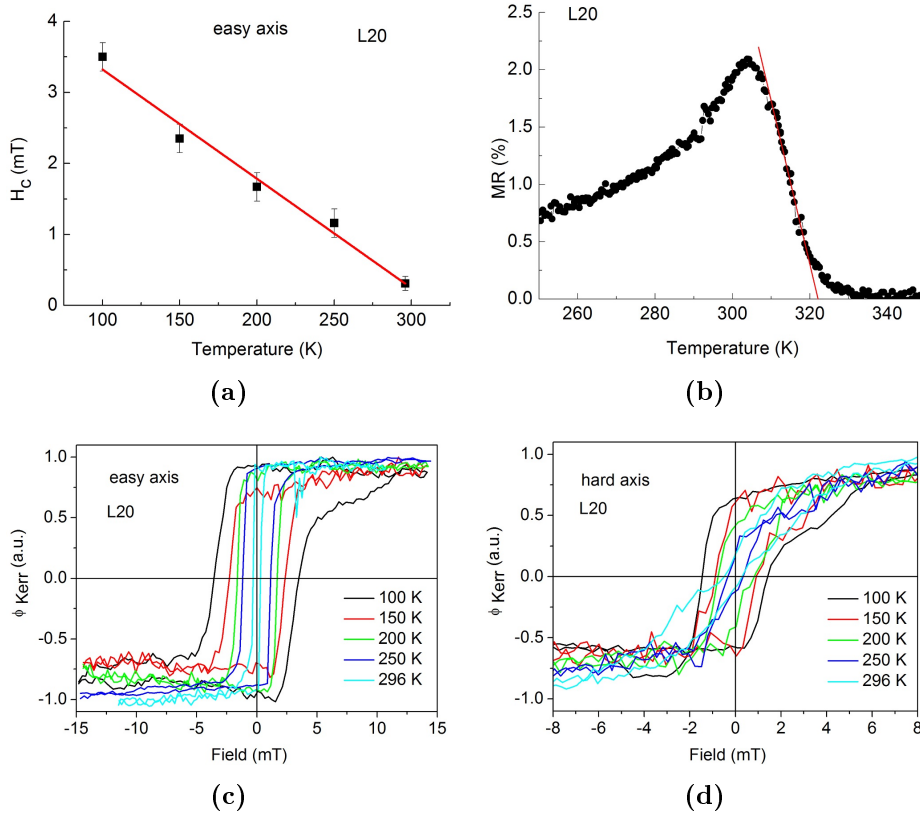 easy axis L20
4
3
2
1
0
H_C (mT)
100 150 200 250 300
Temperature (K)
(a)
L20
2.5
2.0
1.5
1.0
0.5
0.0
MR (%)
260 280 300 320 340
Temperature (K)
(b)
easy axis
L20
1.0
0.5
0.0
-0.5
-1.0
ϕ Kerr (a.u.)
100 K
150 K
200 K
250 K
296 K
-15 -10 -5 0 5 10 15
Field (mT)
(c)
hard axis
L20
1.0
0.5
0.0
-0.5
-1.0
ϕ Kerr (a.u.)
100 K
150 K
200 K
250 K
296 K
-8 -6 -4 -2 0 2 4 6 8
Field (mT)
(d)